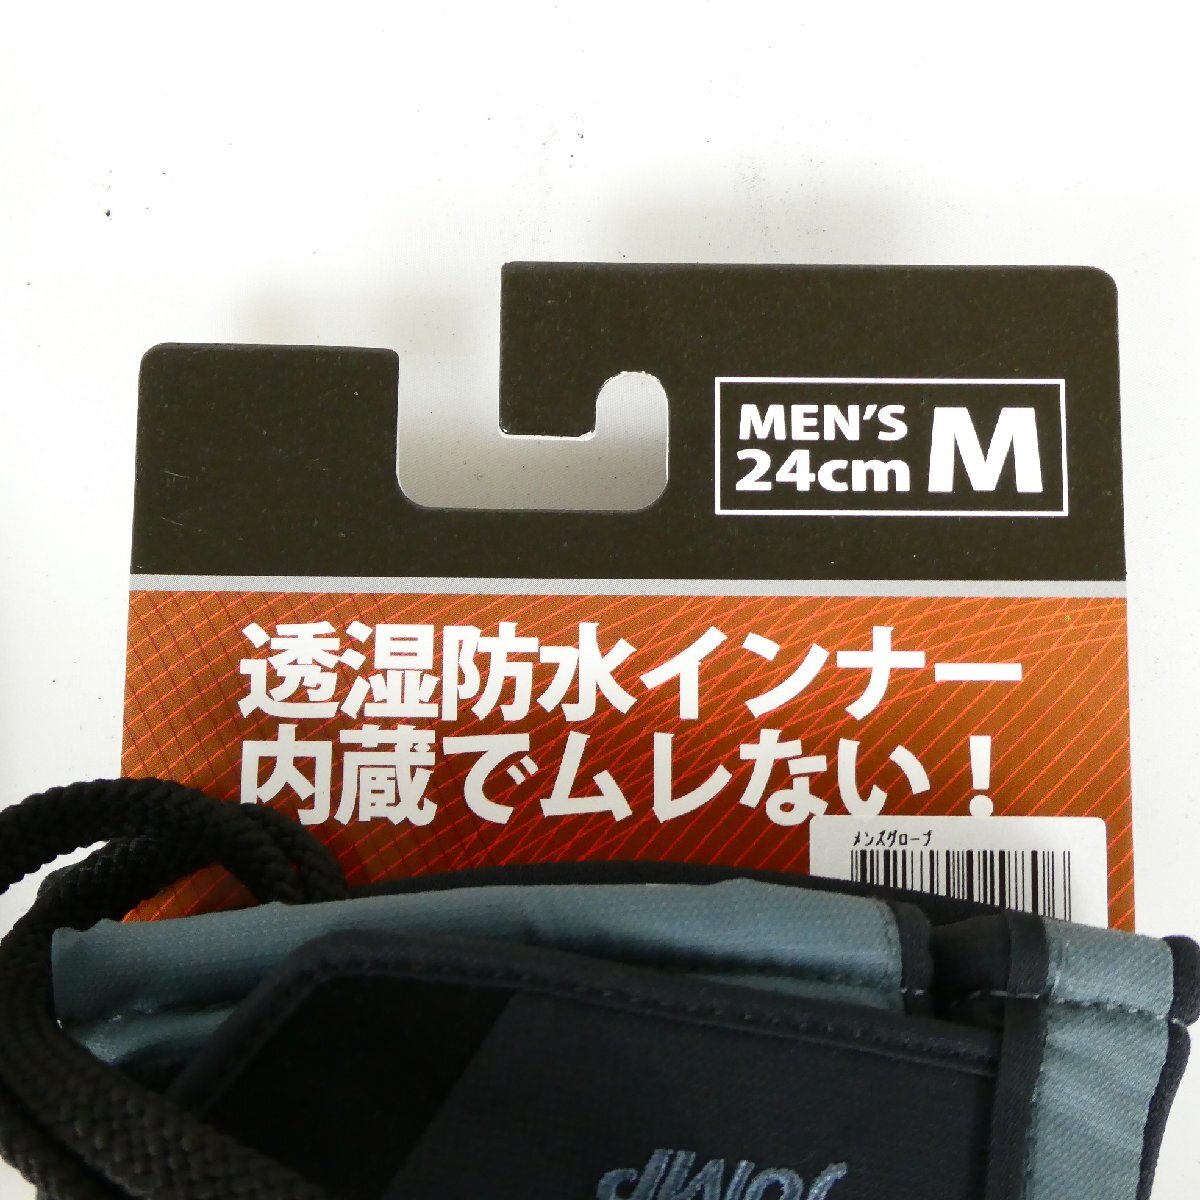 MEN'S
24cm M
透湿防水インナー
内蔵でムレない！
メンズグローブ